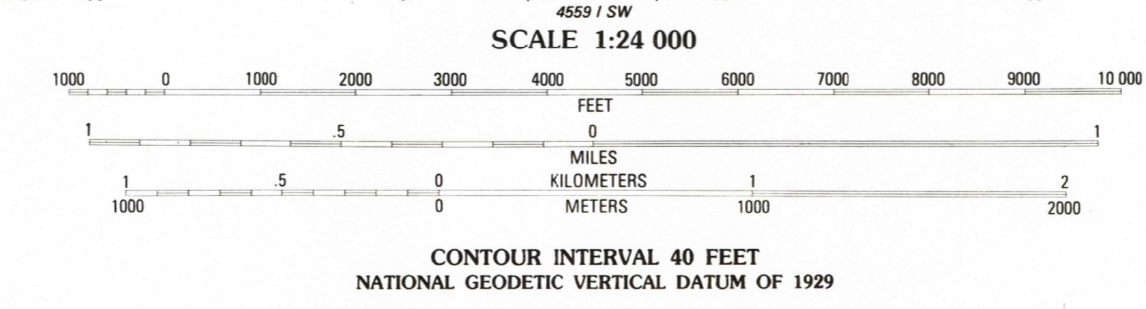 4559 I SW
SCALE 1:24 000
1000 0 1000 2000 3000 4000 5000 6000 7000 8000 9000 10 000
FEET
1 .5 0 1
MILES
1 .5 0 KILOMETERS 1 2
1000 0 METERS 1000 2000
CONTOUR INTERVAL 40 FEET
NATIONAL GEODETIC VERTICAL DATUM OF 1929